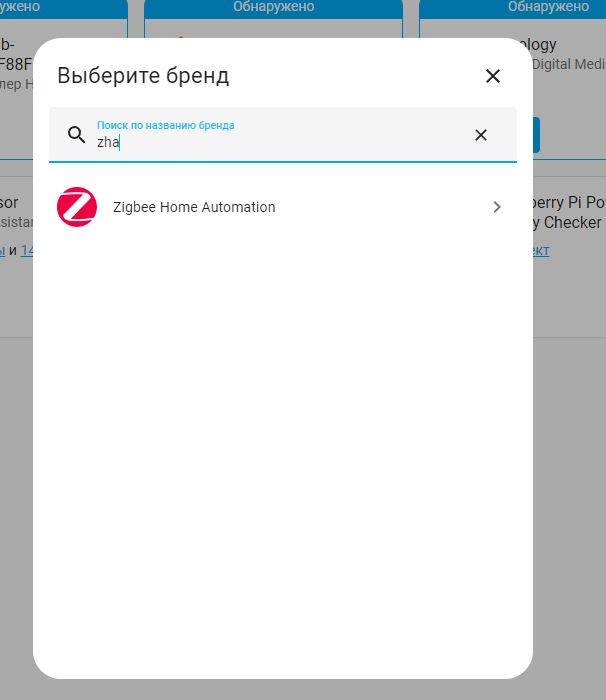 ужено
Обнаружено
Обнаружено
b-
ology
F88F
Digital Medi
лер H
Выберите бренд
Поиск по названию бренда
zha
Zigbee Home Automation
sor
berry Pi Po
sistan
y Checker
ы и 14
ект